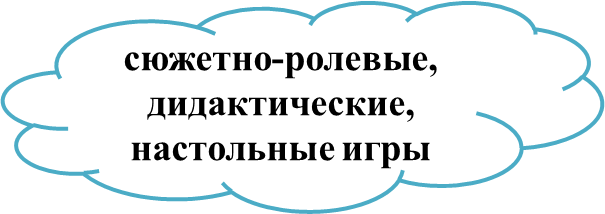 сюжетно-ролевые,
дидактические,
настольные игры